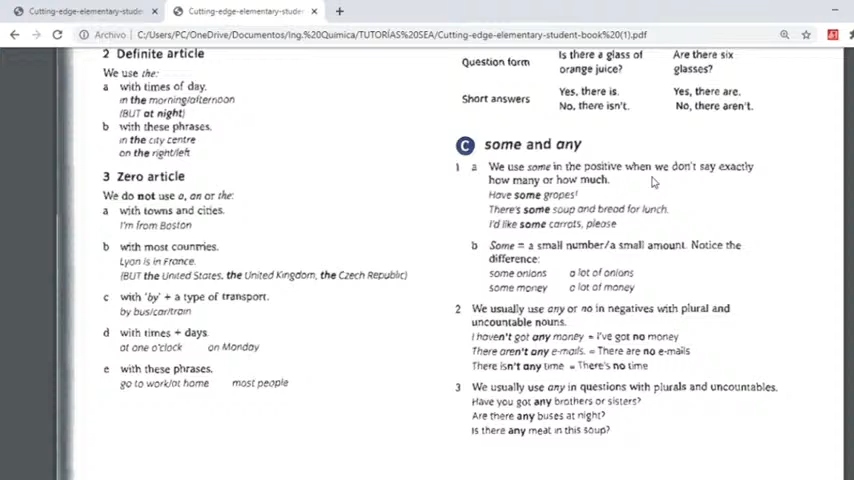 Cutting-edge-elementary-stude
Cutting-edge-elementary-stude
Archivo
C:/Users/PC/OneDrive/Documentos/Ing.%20Quimica/TUTORÍAS%20SEA/Cutting-edge-elementary-student-book%20(1).pdf
2 Definite article
We use the:
a with times of day.
in the morning/afternoon
(BUT at night)
b with these phrases.
in the city centre
on the right/left
3 Zero article
We do not use a, an or the:
a with towns and cities.
I'm from Boston
b with most countries.
Lyon is in France.
(BUT the United States, the United Kingdom, the Czech Republic)
c with 'by' + a type of transport.
by bus/car/train
d with times + days.
at one o'clock on Monday
e with these phrases.
go to work/at home most people
Question form
Is there a glass of orange juice?
Are there six glasses?
Short answers
Yes, there is. Yes, there are.
No, there isn't. No, there aren't.
C some and any
1 a We use some in the positive when we don't say exactly
how many or how much.
Have some grapes!
There's some soup and bread for lunch.
I'd like some carrots, please
b Some = a small number/a small amount. Notice the
difference:
some onions a lot of onions
some money a lot of money
2 We usually use any or no in negatives with plural and
uncountable nouns.
I haven't got any money = I've got no money
There aren't any e-mails. = There are no e-mails
There isn't any time = There's no time
3 We usually use any in questions with plurals and uncountables.
Have you got any brothers or sisters?
Are there any buses at night?
Is there any meat in this soup?